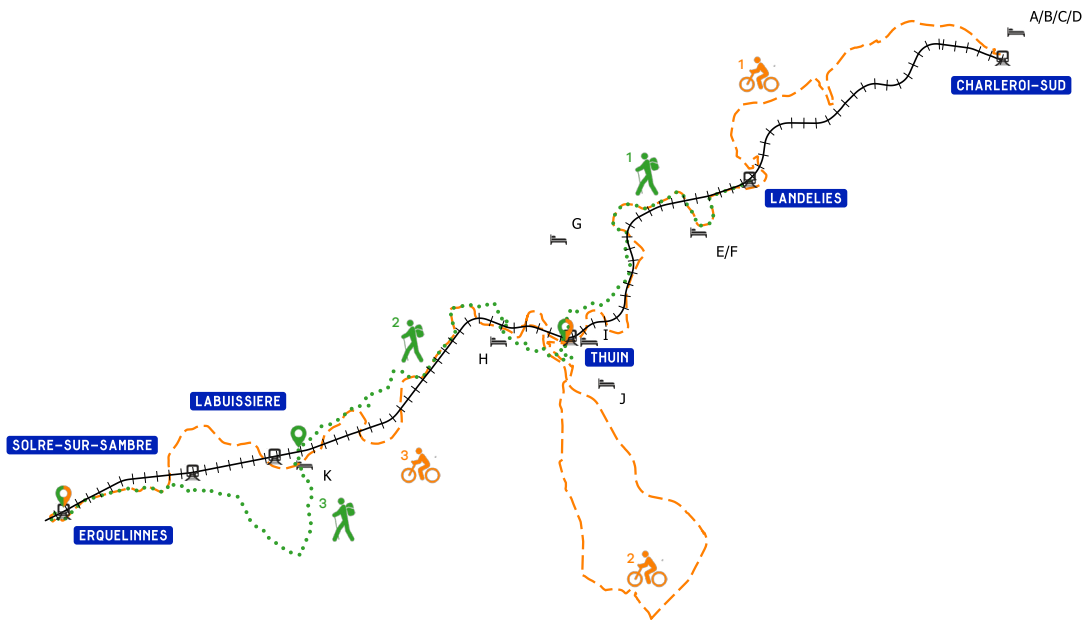 A/B/C/D
1
CHARLEROI-SUD
1
LANDELIES
G
E/F
2
I
H
THUIN
J
LABUISSIERE
SOLRE-SUR-SAMBRE
3
K
3
ERQUELINNES
2